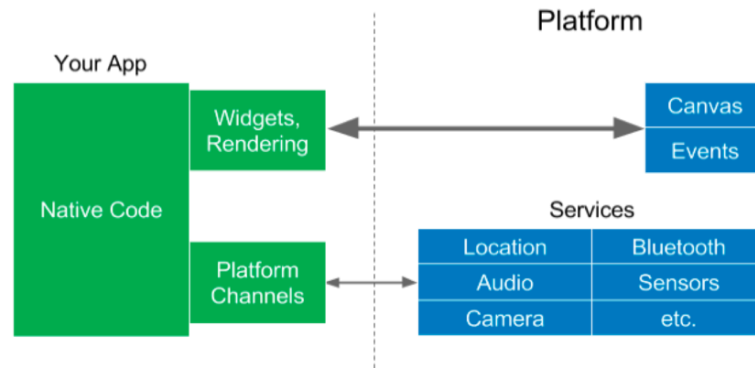 Platform
Your App
Widgets,
Rendering
Canvas
Events
Native Code
Services
Platform
Channels
Location
Bluetooth
Audio
Sensors
Camera
etc.